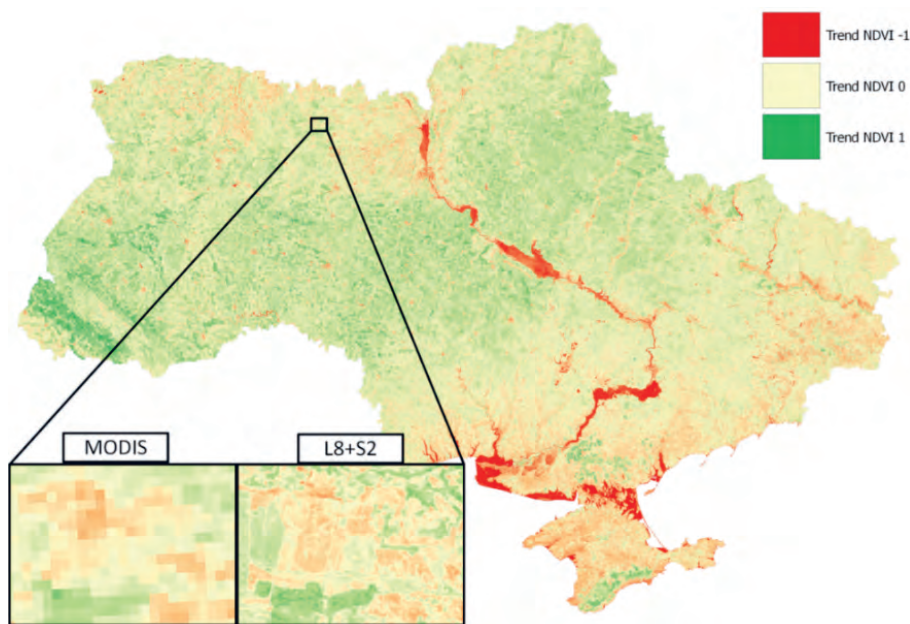 Trend NDVI -1
Trend NDVI 0
Trend NDVI 1
MODIS
L8+S2